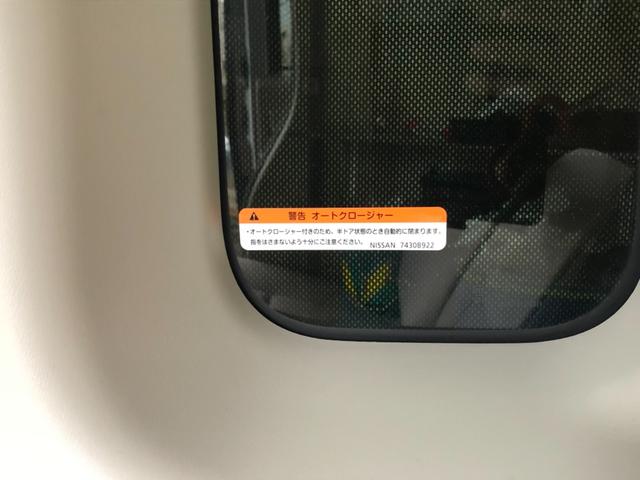 警告 オートクロージャー
・オートクロージャー付きのため、半ドア状態のとき自動的に閉まります。
指をはさまないよう十分にご注意ください。 NISSAN 74308922